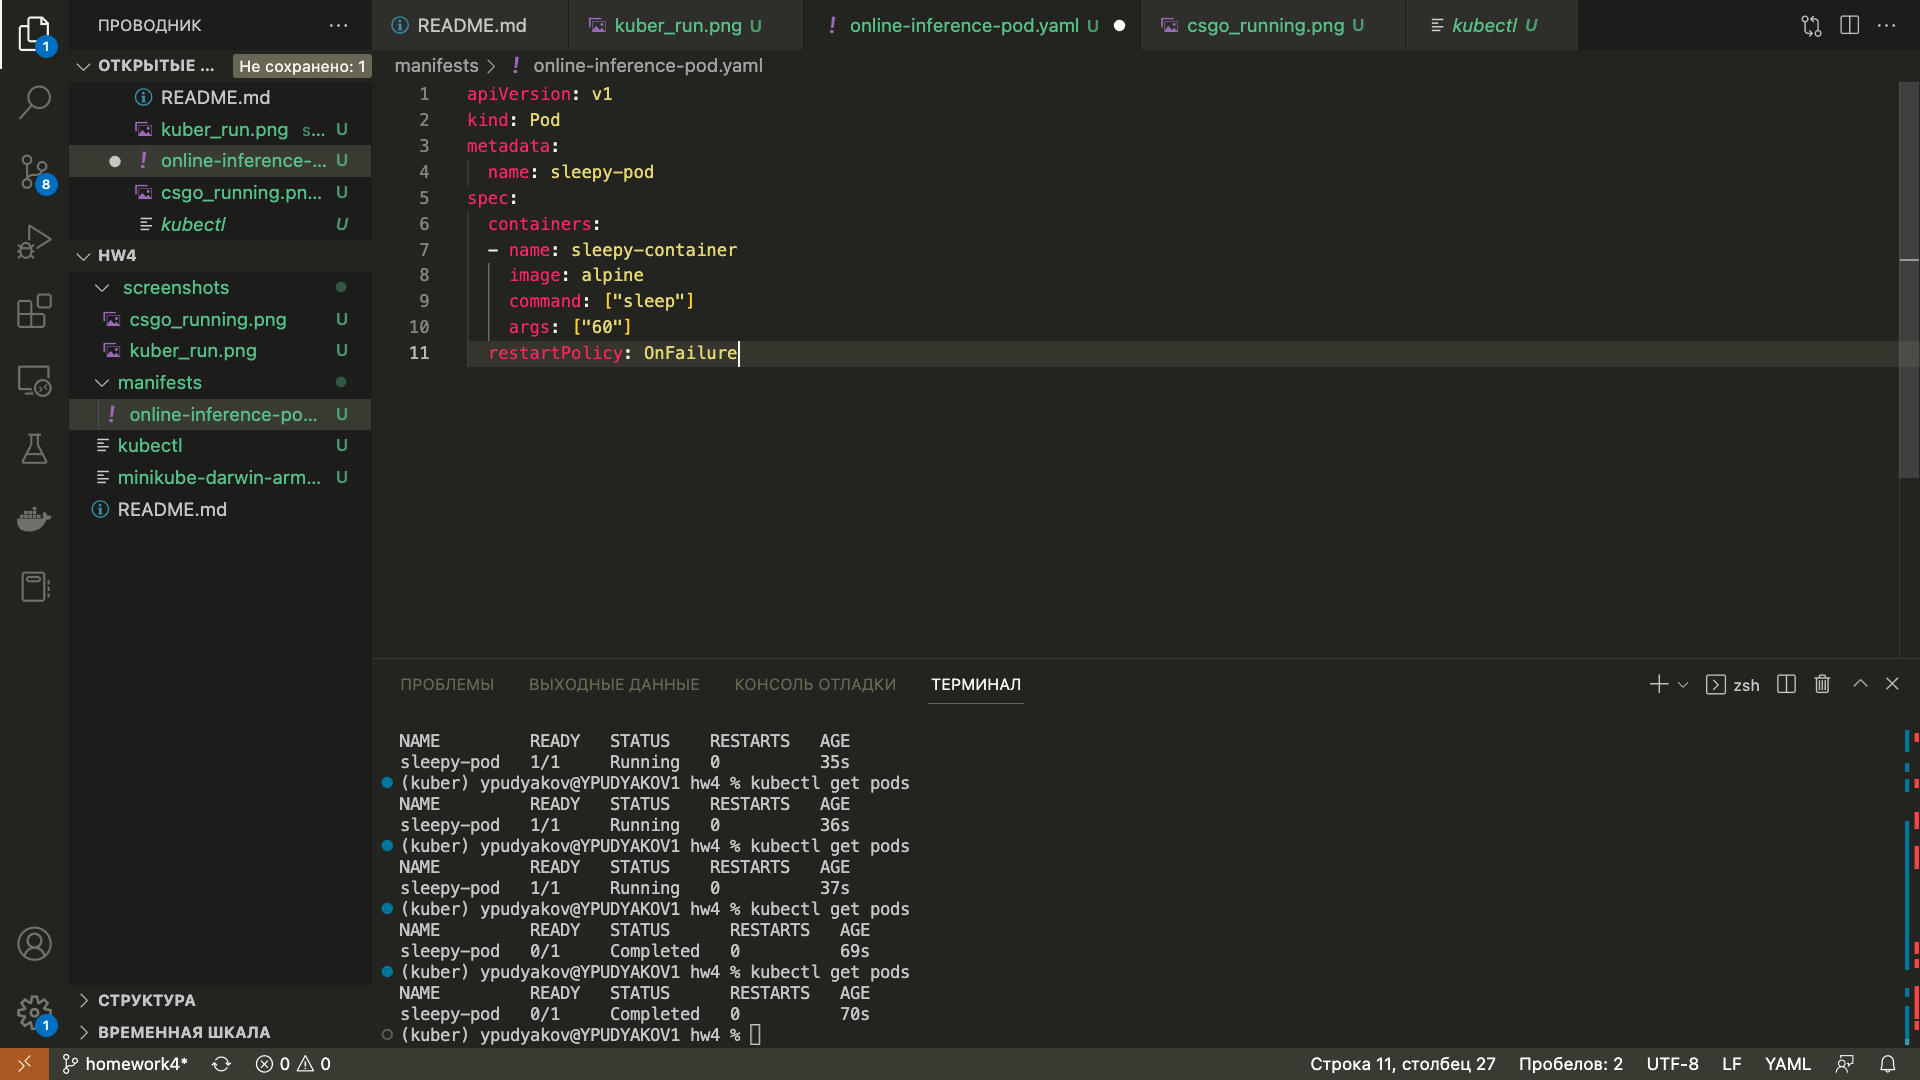 ПРОВОДНИК
README.md
kuber_run.png U
online-inference-pod.yaml U
csgo_running.png U
kubectl U
ОТКРЫТЫЕ ...
Не сохранено: 1
README.md
kuber_run.png s... U
online-inference-... U
csgo_running.pn... U
kubectl U
HW4
screenshots
csgo_running.png U
kuber_run.png U
manifests
online-inference-po... U
kubectl U
minikube-darwin-arm... U
README.md
СТРУКТУРА
ВРЕМЕННАЯ ШКАЛА
1
8
1
manifests > ! online-inference-pod.yaml
1 apiVersion: v1
2 kind: Pod
3 metadata:
4 name: sleepy-pod
5 spec:
6 containers:
7 - name: sleepy-container
8 image: alpine
9 command: ["sleep"]
10 args: ["60"]
11 restartPolicy: OnFailure
ПРОБЛЕМЫ ВЫХОДНЫЕ ДАННЫЕ КОНСОЛЬ ОТЛАДКИ ТЕРМИНАЛ
zsh
NAME READY STATUS RESTARTS AGE
sleepy-pod 1/1 Running 0 35s
(kuber) ypudyakov@YPUDYAKOV1 hw4 % kubectl get pods
NAME READY STATUS RESTARTS AGE
sleepy-pod 1/1 Running 0 36s
(kuber) ypudyakov@YPUDYAKOV1 hw4 % kubectl get pods
NAME READY STATUS RESTARTS AGE
sleepy-pod 1/1 Running 0 37s
(kuber) ypudyakov@YPUDYAKOV1 hw4 % kubectl get pods
NAME READY STATUS RESTARTS AGE
sleepy-pod 0/1 Completed 0 69s
(kuber) ypudyakov@YPUDYAKOV1 hw4 % kubectl get pods
NAME READY STATUS RESTARTS AGE
sleepy-pod 0/1 Completed 0 70s
(kuber) ypudyakov@YPUDYAKOV1 hw4 %
homework4* 0 0
Строка 11, столбец 27 Пробелов: 2 UTF-8 LF YAML